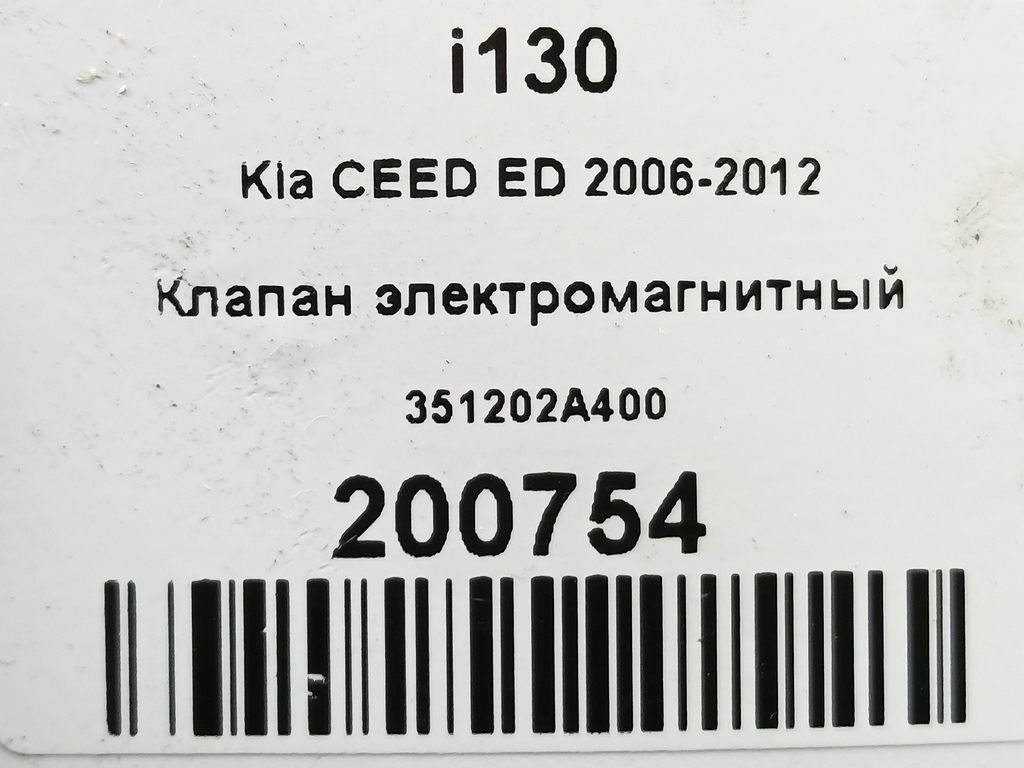 i130
Kia CEED ED 2006-2012
Клапан электромагнитный
351202A400
200754